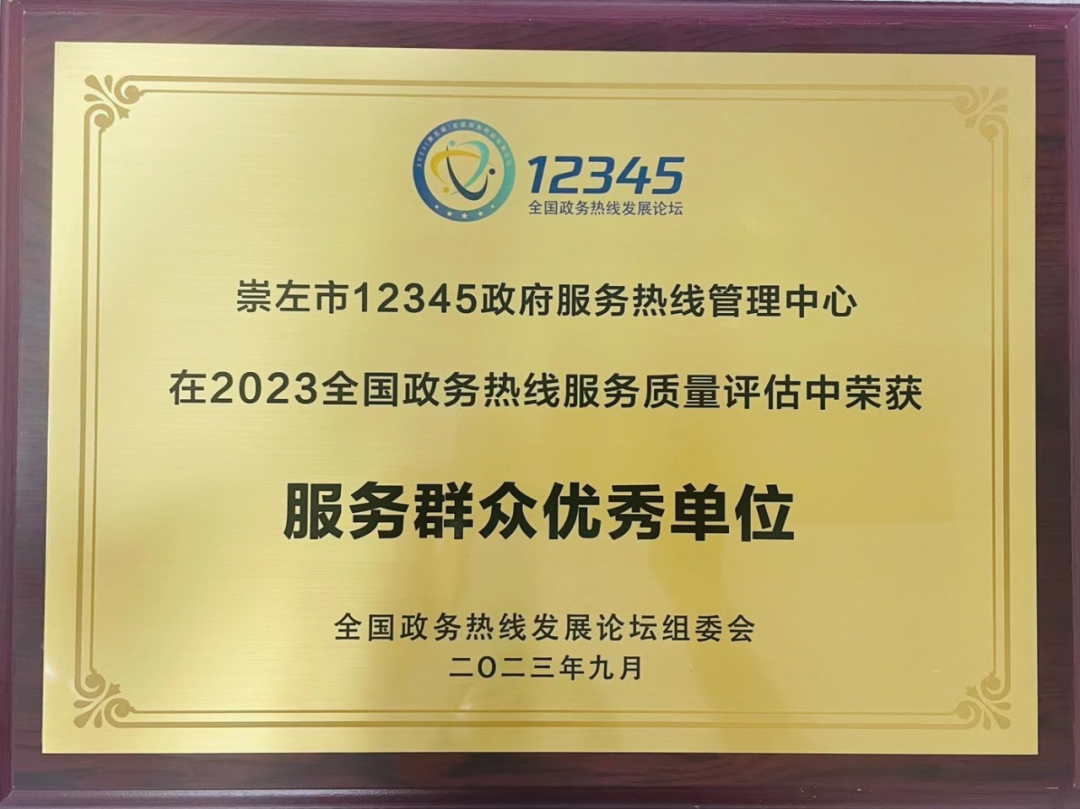 12345
全国政务热线发展论坛
崇左市12345政府服务热线管理中心
在2023全国政务热线服务质量评估中荣获
服务群众优秀单位
全国政务热线发展论坛组委会
二〇二三年九月